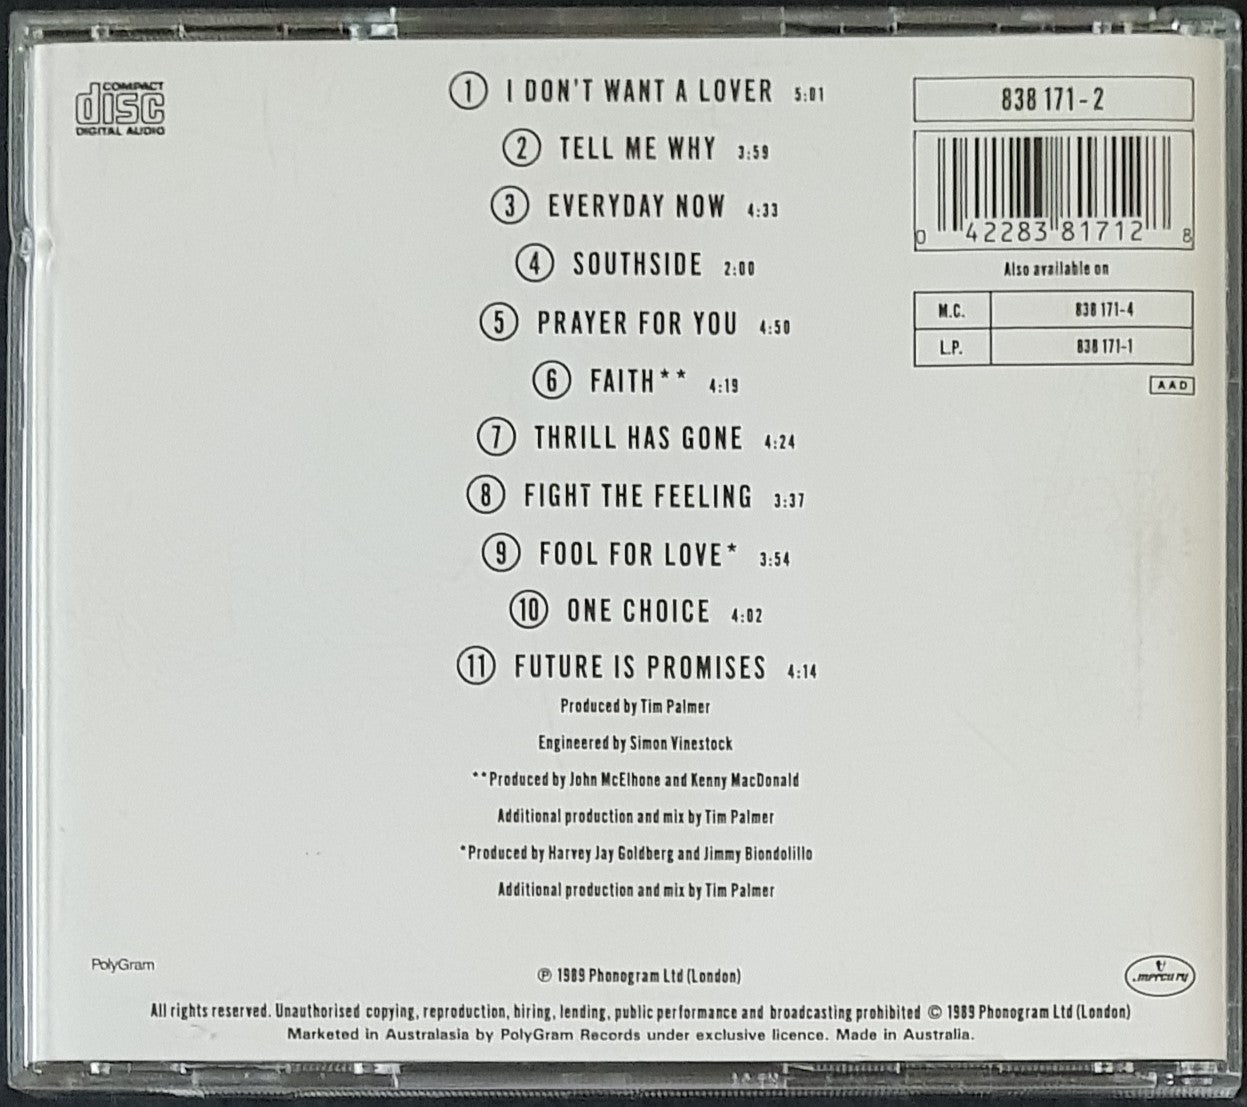 COMPACT
disc
DIGITAL AUDIO
1 I DON'T WANT A LOVER 5:01
2 TELL ME WHY 3:59
3 EVERYDAY NOW 4:33
4 SOUTHSIDE 2:00
5 PRAYER FOR YOU 4:50
6 FAITH** 4:19
7 THRILL HAS GONE 4:24
8 FIGHT THE FEELING 3:37
9 FOOL FOR LOVE* 3:54
10 ONE CHOICE 4:02
11 FUTURE IS PROMISES 4:14
838 171-2
0 42283 81712 8
Also available on
M.C. 838 171-4
L.P. 838 171-1
AAD
Produced by Tim Palmer
Engineered by Simon Vinestock
**Produced by John McElhone and Kenny MacDonald
Additional production and mix by Tim Palmer
*Produced by Harvey Jay Goldberg and Jimmy Biondolillo
Additional production and mix by Tim Palmer
PolyGram
℗ 1989 Phonogram Ltd (London)
mercury
All rights reserved. Unauthorised copying, reproduction, hiring, lending, public performance and broadcasting prohibited © 1989 Phonogram Ltd (London)
Marketed in Australasia by PolyGram Records under exclusive licence. Made in Australia.